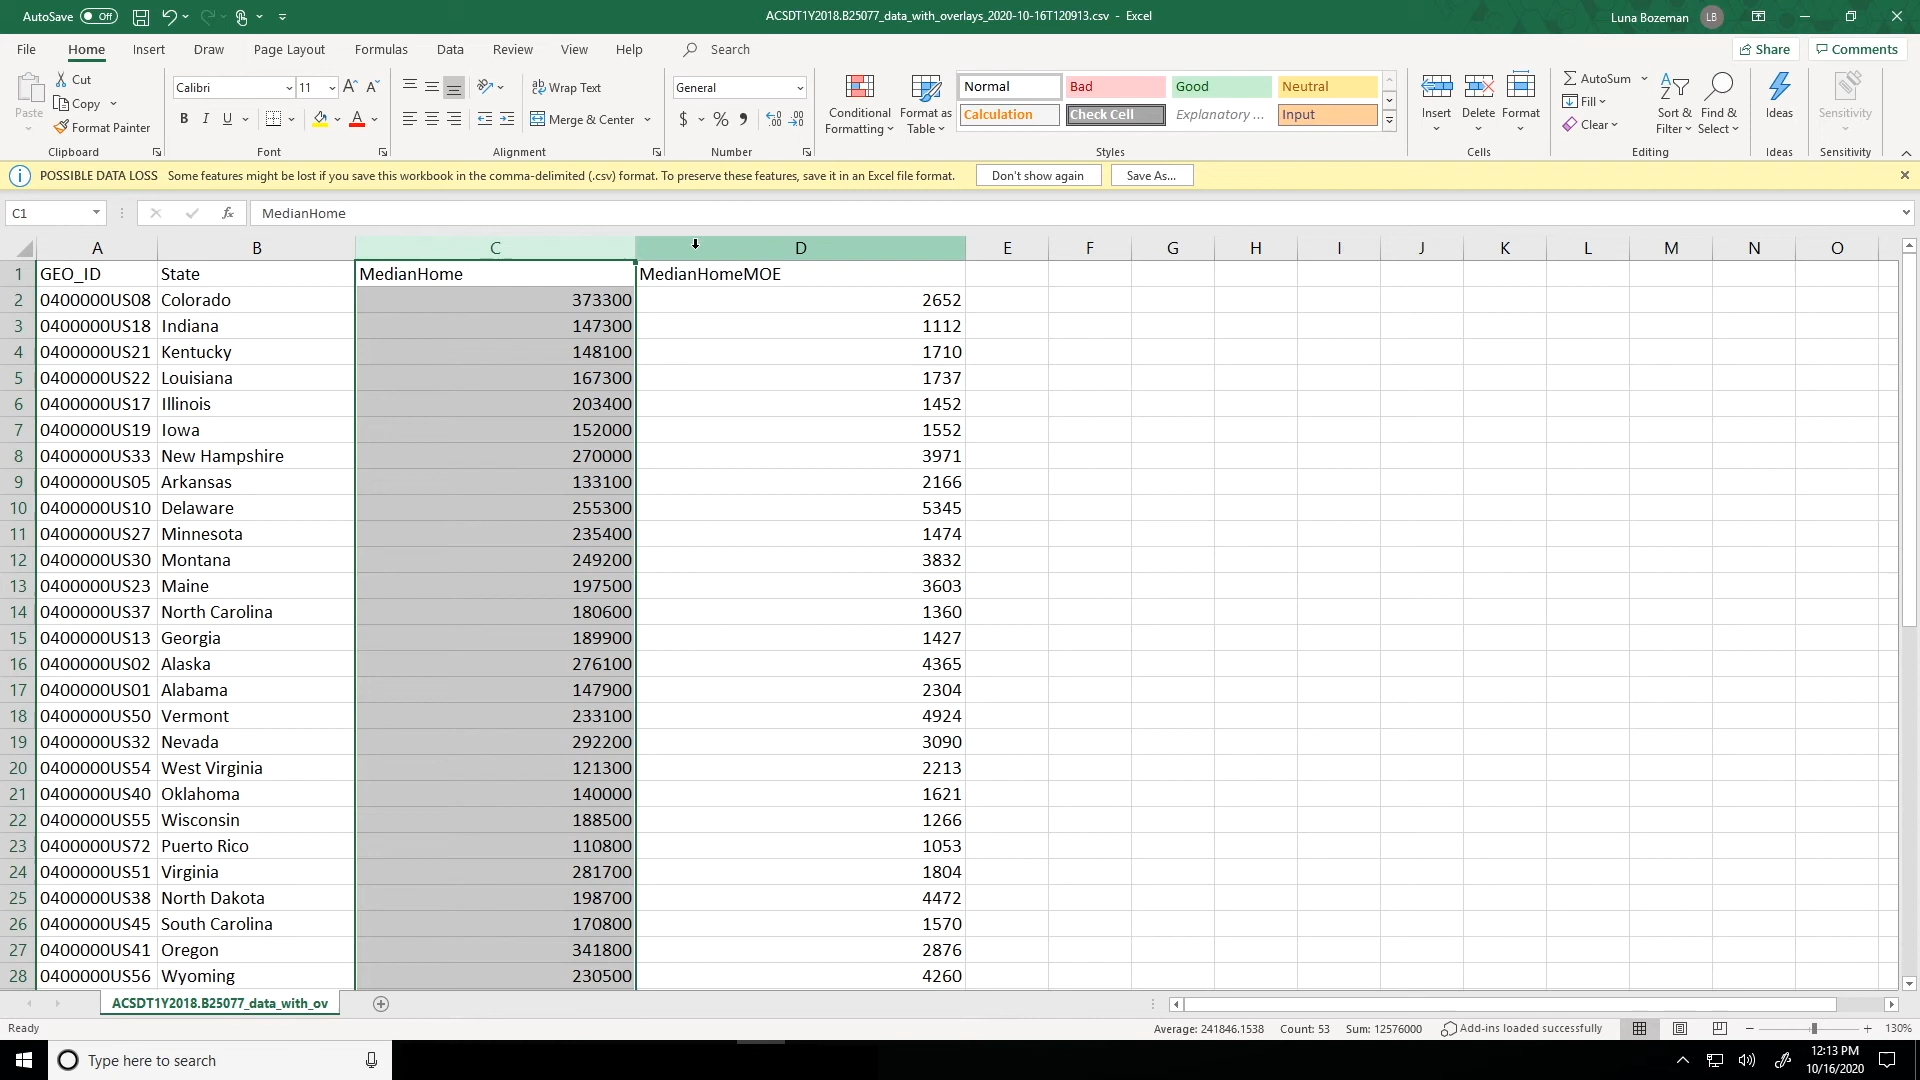 AutoSave Off
ACSDT1Y2018.B25077_data_with_overlays_2020-10-16T120913.csv - Excel
Luna Bozeman LB
File Home Insert Draw Page Layout Formulas Data Review View Help Search
Share Comments
Paste
Cut
Copy
Format Painter
Clipboard
Calibri 11
B I U
Font
Wrap Text
Merge & Center
Alignment
General
$ % ,
Number
Conditional Formatting
Format as Table
Normal Bad Good Neutral
Calculation Check Cell Explanatory ... Input
Styles
Insert Delete Format
Cells
AutoSum
Fill
Clear
Sort & Filter
Find & Select
Editing
Ideas
Ideas
Sensitivity
Sensitivity
POSSIBLE DATA LOSS Some features might be lost if you save this workbook in the comma-delimited (.csv) format. To preserve these features, save it in an Excel file format. Don't show again Save As...
C1 fx MedianHome
A B C D E F G H I J K L M N O
1 GEO_ID State MedianHome MedianHomeMOE
2 0400000US08 Colorado 373300 2652
3 0400000US18 Indiana 147300 1112
4 0400000US21 Kentucky 148100 1710
5 0400000US22 Louisiana 167300 1737
6 0400000US17 Illinois 203400 1452
7 0400000US19 Iowa 152000 1552
8 0400000US33 New Hampshire 270000 3971
9 0400000US05 Arkansas 133100 2166
10 0400000US10 Delaware 255300 5345
11 0400000US27 Minnesota 235400 1474
12 0400000US30 Montana 249200 3832
13 0400000US23 Maine 197500 3603
14 0400000US37 North Carolina 180600 1360
15 0400000US13 Georgia 189900 1427
16 0400000US02 Alaska 276100 4365
17 0400000US01 Alabama 147900 2304
18 0400000US50 Vermont 233100 4924
19 0400000US32 Nevada 292200 3090
20 0400000US54 West Virginia 121300 2213
21 0400000US40 Oklahoma 140000 1621
22 0400000US55 Wisconsin 188500 1266
23 0400000US72 Puerto Rico 110800 1053
24 0400000US51 Virginia 281700 1804
25 0400000US38 North Dakota 198700 4472
26 0400000US45 South Carolina 170800 1570
27 0400000US41 Oregon 341800 2876
28 0400000US56 Wyoming 230500 4260
ACSDT1Y2018.B25077_data_with_ov
Ready Average: 241846.1538 Count: 53 Sum: 12576000 Add-ins loaded successfully 130%
Type here to search
12:13 PM
10/16/2020